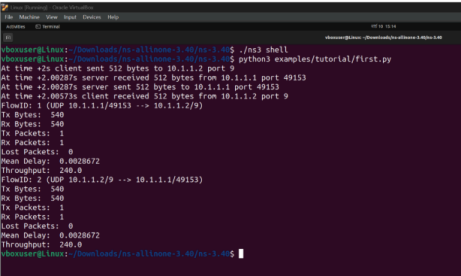 Linux [Running] - Oracle VirtualBox
File Machine View Input Devices Help
Activities Terminal
18 10:14
vboxuser@Linux: ~/Downloads/ns-allinone-3.40/ns-3.40
vboxuser@Linux:~/Downloads/ns-allinone-3.40/ns-3.40$ ./ns3 shell
vboxuser@Linux:~/Downloads/ns-allinone-3.40/ns-3.40$ python3 examples/tutorial/first.py
At time +2s client sent 512 bytes to 10.1.1.2 port 9
At time +2.00287s server received 512 bytes from 10.1.1.1 port 49153
At time +2.00287s server sent 512 bytes to 10.1.1.1 port 49153
At time +2.00573s client received 512 bytes from 10.1.1.2 port 9
FlowID: 1 (UDP 10.1.1.1/49153 --> 10.1.1.2/9)
Tx Bytes: 540
Rx Bytes: 540
Tx Packets: 1
Rx Packets: 1
Lost Packets: 0
Mean Delay: 0.0028672
Throughput: 240.0
FlowID: 2 (UDP 10.1.1.2/9 --> 10.1.1.1/49153)
Tx Bytes: 540
Rx Bytes: 540
Tx Packets: 1
Rx Packets: 1
Lost Packets: 0
Mean Delay: 0.0028672
Throughput: 240.0
vboxuser@Linux:~/Downloads/ns-allinone-3.40/ns-3.40$